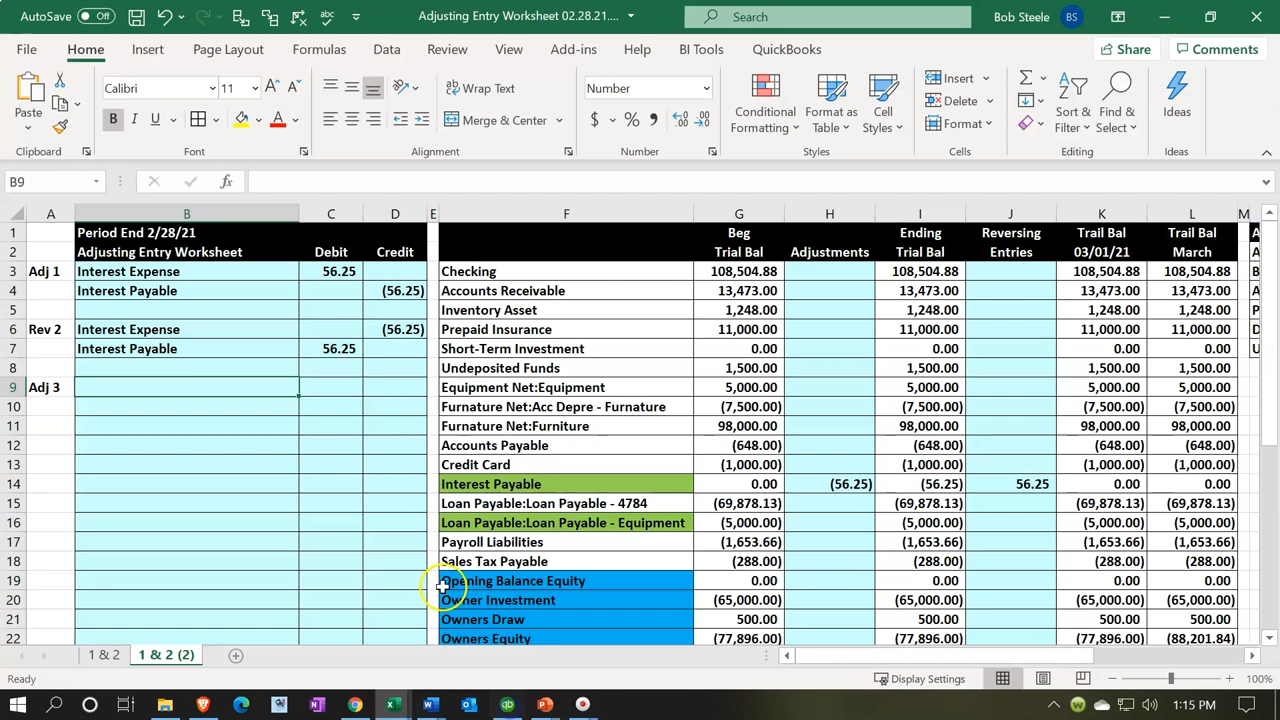 AutoSave Off Adjusting Entry Worksheet 02.28.21.... Search Bob Steele BS
File Home Insert Page Layout Formulas Data Review View Add-ins Help BI Tools QuickBooks Share Comments
Paste Calibri 11 Wrap Text Number Conditional Formatting Format as Table Cell Styles Insert Sort & Filter Find & Select Ideas
B I U Merge & Center $ % Delete
Format
Clipboard Font Alignment Number Styles Cells Editing Ideas
B9 fx
A B C D E F G H I J K L M
1 Period End 2/28/21 Beg Ending Reversing Trail Bal Trail Bal A
2 Adjusting Entry Worksheet Debit Credit Trial Bal Adjustments Trial Bal Entries 03/01/21 March A
3 Adj 1 Interest Expense 56.25 Checking 108,504.88 108,504.88 108,504.88 108,504.88 B
4 Interest Payable (56.25) Accounts Receivable 13,473.00 13,473.00 13,473.00 13,473.00 A
5 Inventory Asset 1,248.00 1,248.00 1,248.00 1,248.00 P
6 Rev 2 Interest Expense (56.25) Prepaid Insurance 11,000.00 11,000.00 11,000.00 11,000.00 D
7 Interest Payable 56.25 Short-Term Investment 0.00 0.00 0.00 0.00 U
8 Undeposited Funds 1,500.00 1,500.00 1,500.00 1,500.00
9 Adj 3 Equipment Net:Equipment 5,000.00 5,000.00 5,000.00 5,000.00
10 Furnature Net:Acc Depre - Furnature (7,500.00) (7,500.00) (7,500.00) (7,500.00)
11 Furnature Net:Furniture 98,000.00 98,000.00 98,000.00 98,000.00
12 Accounts Payable (648.00) (648.00) (648.00) (648.00)
13 Credit Card (1,000.00) (1,000.00) (1,000.00) (1,000.00)
14 Interest Payable 0.00 (56.25) (56.25) 56.25 0.00 0.00
15 Loan Payable:Loan Payable - 4784 (69,878.13) (69,878.13) (69,878.13) (69,878.13)
16 Loan Payable:Loan Payable - Equipment (5,000.00) (5,000.00) (5,000.00) (5,000.00)
17 Payroll Liabilities (1,653.66) (1,653.66) (1,653.66) (1,653.66)
18 Sales Tax Payable (288.00) (288.00) (288.00) (288.00)
19 Opening Balance Equity 0.00 0.00 0.00 0.00
20 Owner Investment (65,000.00) (65,000.00) (65,000.00) (65,000.00)
21 Owners Draw 500.00 500.00 500.00 500.00
22 Owners Equity (77,896.00) (77,896.00) (77,896.00) (88,201.84)
1 & 2 1 & 2 (2)
Ready Display Settings 100%
1:15 PM